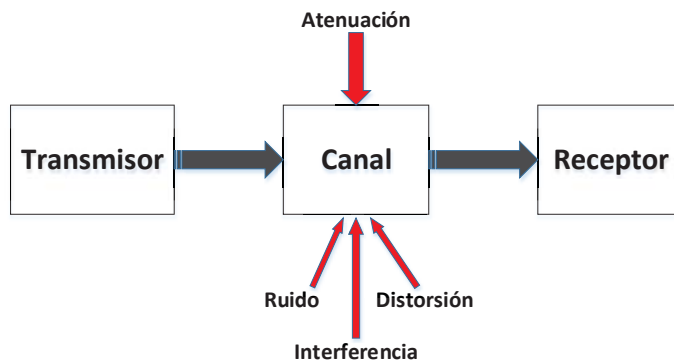 Atenuación
Transmisor
Canal
Receptor
Ruido
Distorsión
Interferencia